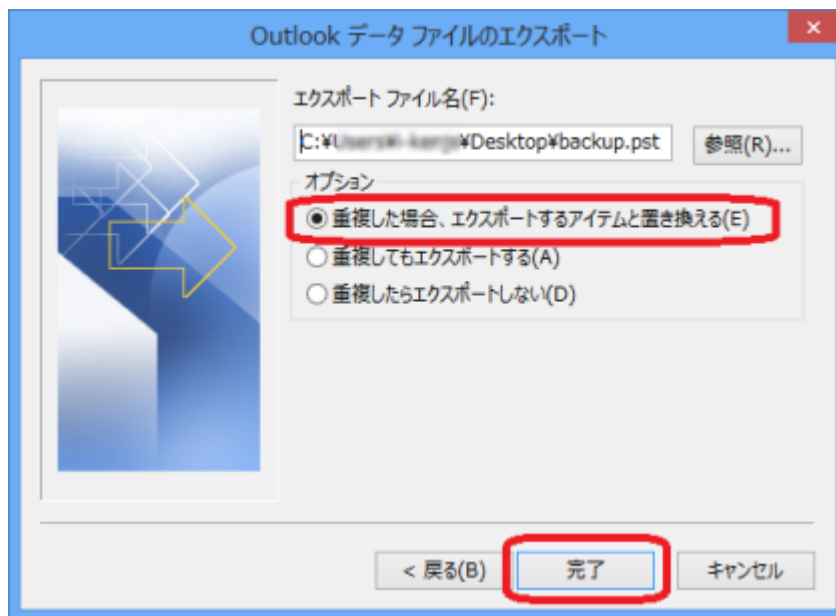 Outlook データ ファイルのエクスポート
エクスポート ファイル名(F):
C:¥ ¥Desktop¥backup.pst
参照(R)...
オプション
重複した場合、エクスポートするアイテムと置き換える(E)
重複してもエクスポートする(A)
重複したらエクスポートしない(D)
< 戻る(B)
完了
キャンセル